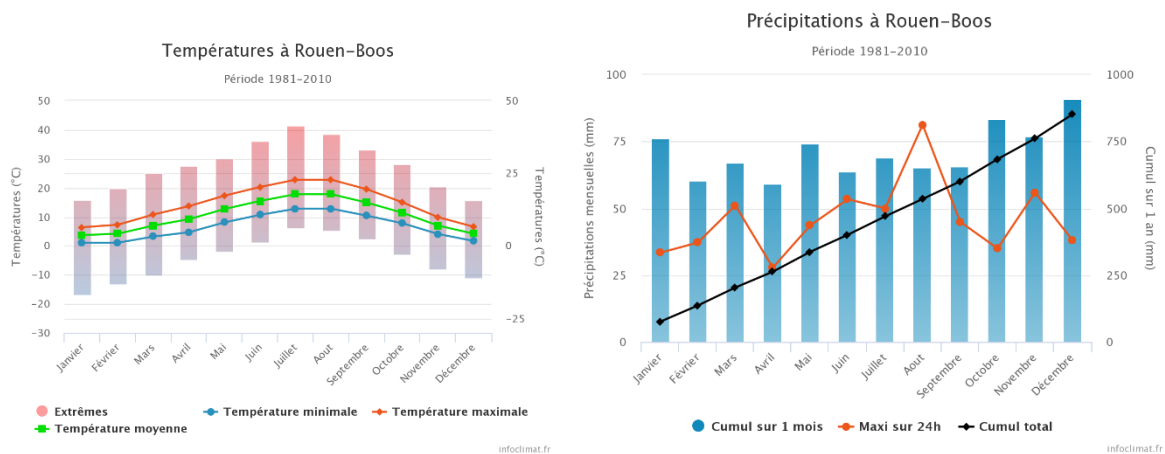 Températures à Rouen-Boos
Période 1981-2010
50
40
30
20
10
0
-10
-20
-30
Températures (°C)
50
25
0
-25
Températures (°C)
Janvier
Février
Mars
Avril
Mai
Juin
Juillet
Aout
Septembre
Octobre
Novembre
Décembre
Extrêmes
Température minimale
Température maximale
Température moyenne
infoclimat.fr
Précipitations à Rouen-Boos
Période 1981-2010
100
75
50
25
0
Précipitations mensuelles (mm)
1000
750
500
250
0
Cumul sur 1 an (mm)
Janvier
Février
Mars
Avril
Mai
Juin
Juillet
Aout
Septembre
Octobre
Novembre
Décembre
Cumul sur 1 mois
Maxi sur 24h
Cumul total
infoclimat.fr